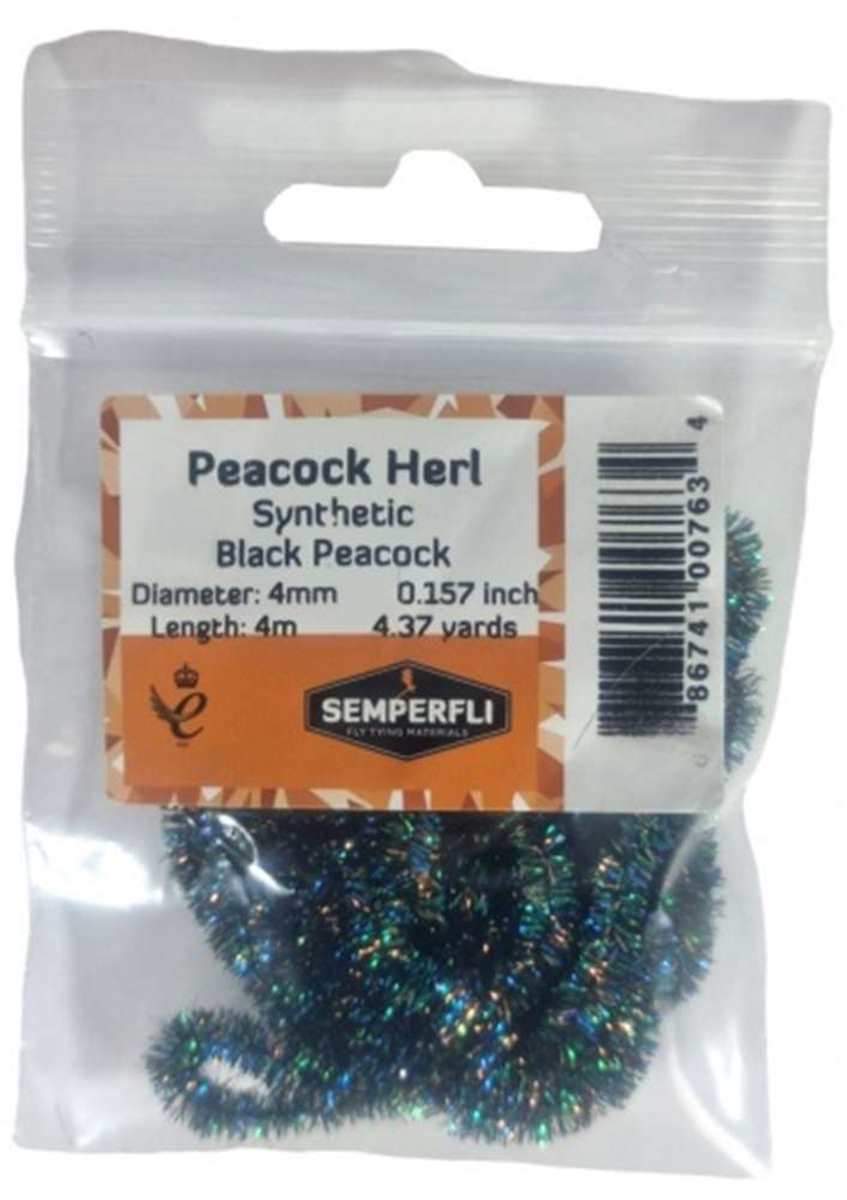 Peacock Herl
Synthetic
Black Peacock
Diameter: 4mm 0.157 inch
Length: 4m 4.37 yards
SEMPERFLI
FLY TYING MATERIALS
86741 00763 4